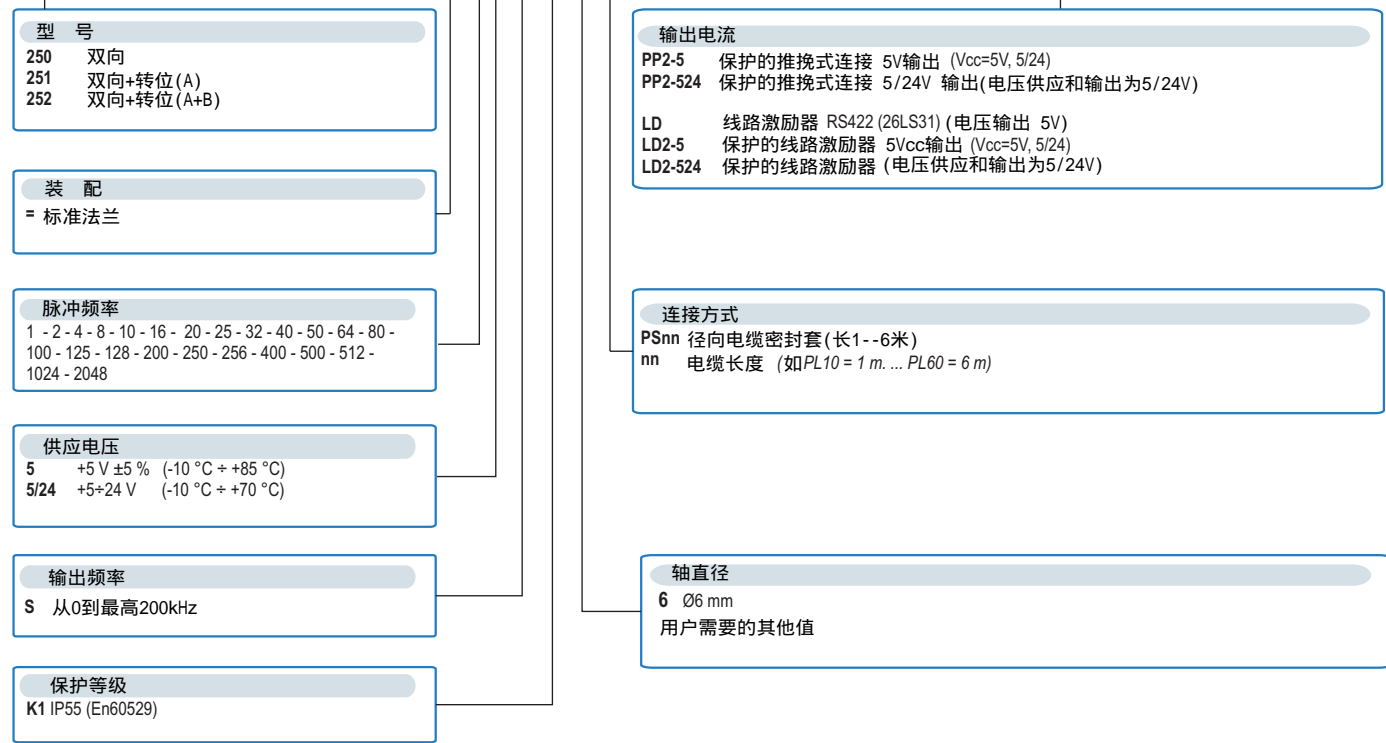 型 号
250 双向
251 双向+转位(A)
252 双向+转位(A+B)
装 配
= 标准法兰
脉冲频率
1 - 2 - 4 - 8 - 10 - 16 - 20 - 25 - 32 - 40 - 50 - 64 - 80 -
100 - 125 - 128 - 200 - 250 - 256 - 400 - 500 - 512 -
1024 - 2048
供应电压
5 +5 V ±5 % (-10 °C ÷ +85 °C)
5/24 +5÷24 V (-10 °C ÷ +70 °C)
输出频率
S 从0到最高200kHz
保护等级
K1 IP55 (En60529)
输出电流
PP2-5 保护的推挽式连接 5V输出 (Vcc=5V, 5/24)
PP2-524 保护的推挽式连接 5/24V 输出(电压供应和输出为5/24V)
LD 线路激励器 RS422 (26LS31) (电压输出 5V)
LD2-5 保护的线路激励器 5Vcc输出 (Vcc=5V, 5/24)
LD2-524 保护的线路激励器 (电压供应和输出为5/24V)
连接方式
PSnn 径向电缆密封套(长1--6米)
nn 电缆长度 (如PL10 = 1 m. ... PL60 = 6 m)
轴直径
6 Ø6 mm
用户需要的其他值